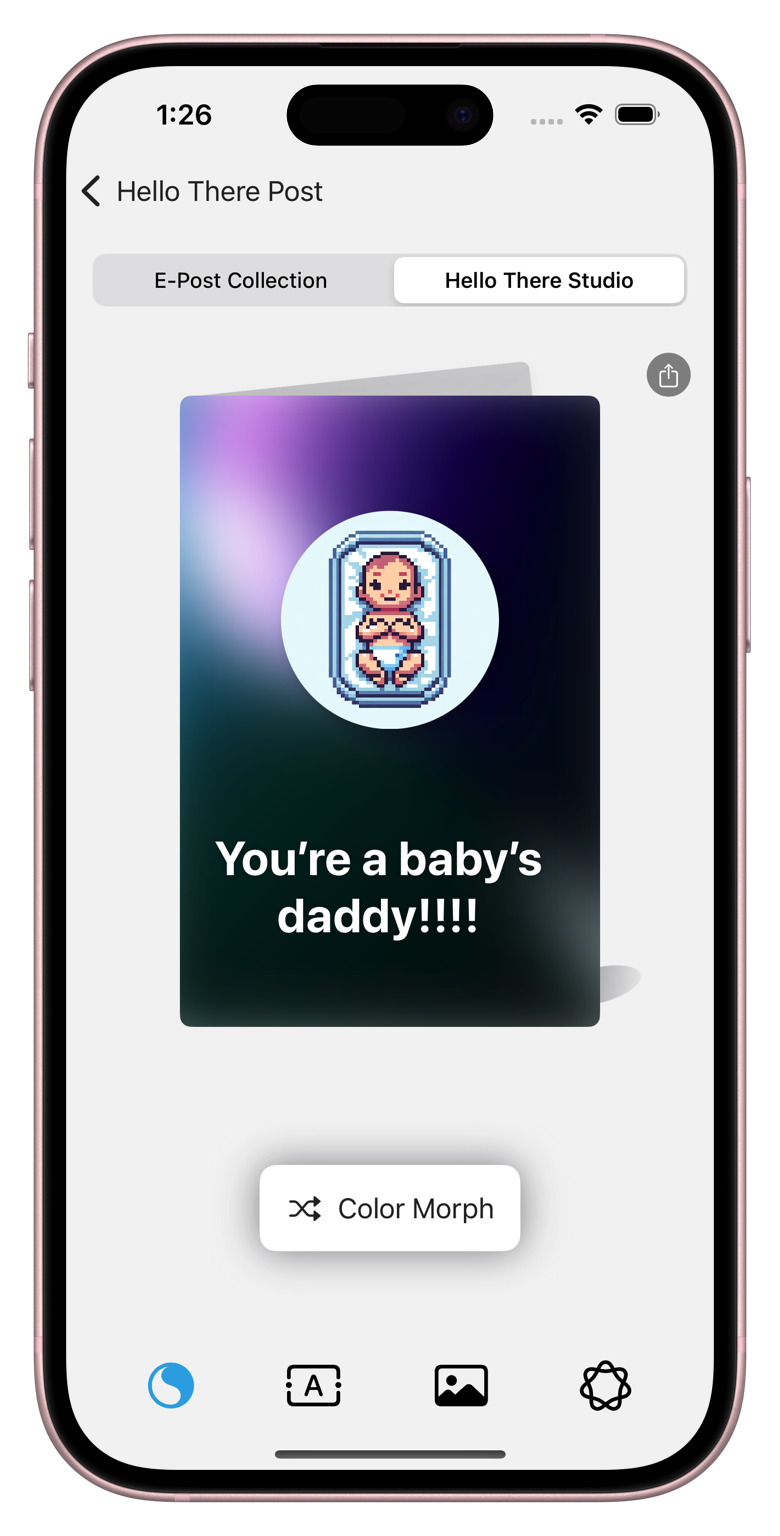 1:26
Hello There Post
E-Post Collection
Hello There Studio
You’re a baby’s
daddy!!!!
Color Morph
A